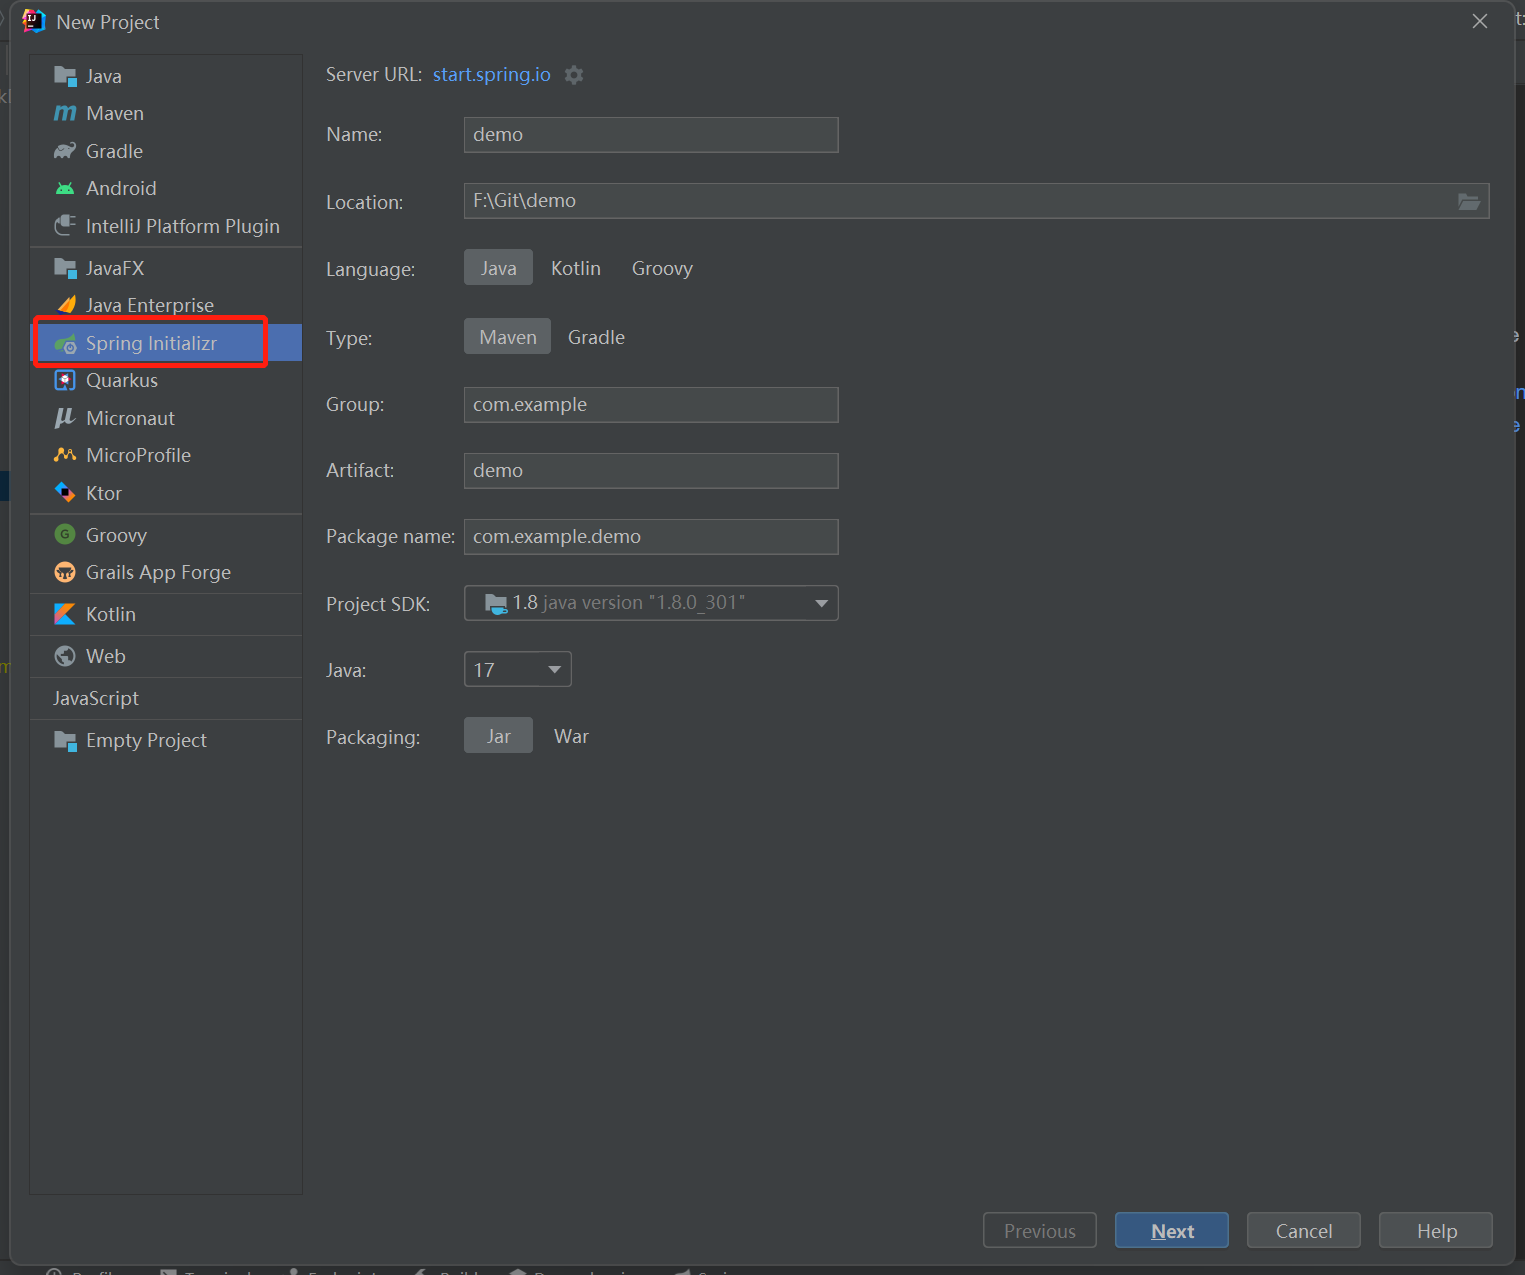 New Project
Java
Maven
Gradle
Android
IntelliJ Platform Plugin
JavaFX
Java Enterprise
Spring Initializr
Quarkus
Micronaut
MicroProfile
Ktor
Groovy
Grails App Forge
Kotlin
Web
JavaScript
Empty Project
Server URL: start.spring.io
Name: demo
Location: F:\Git\demo
Language: Java Kotlin Groovy
Type: Maven Gradle
Group: com.example
Artifact: demo
Package name: com.example.demo
Project SDK: 1.8 java version "1.8.0_301"
Java: 17
Packaging: Jar War
Previous Next Cancel Help